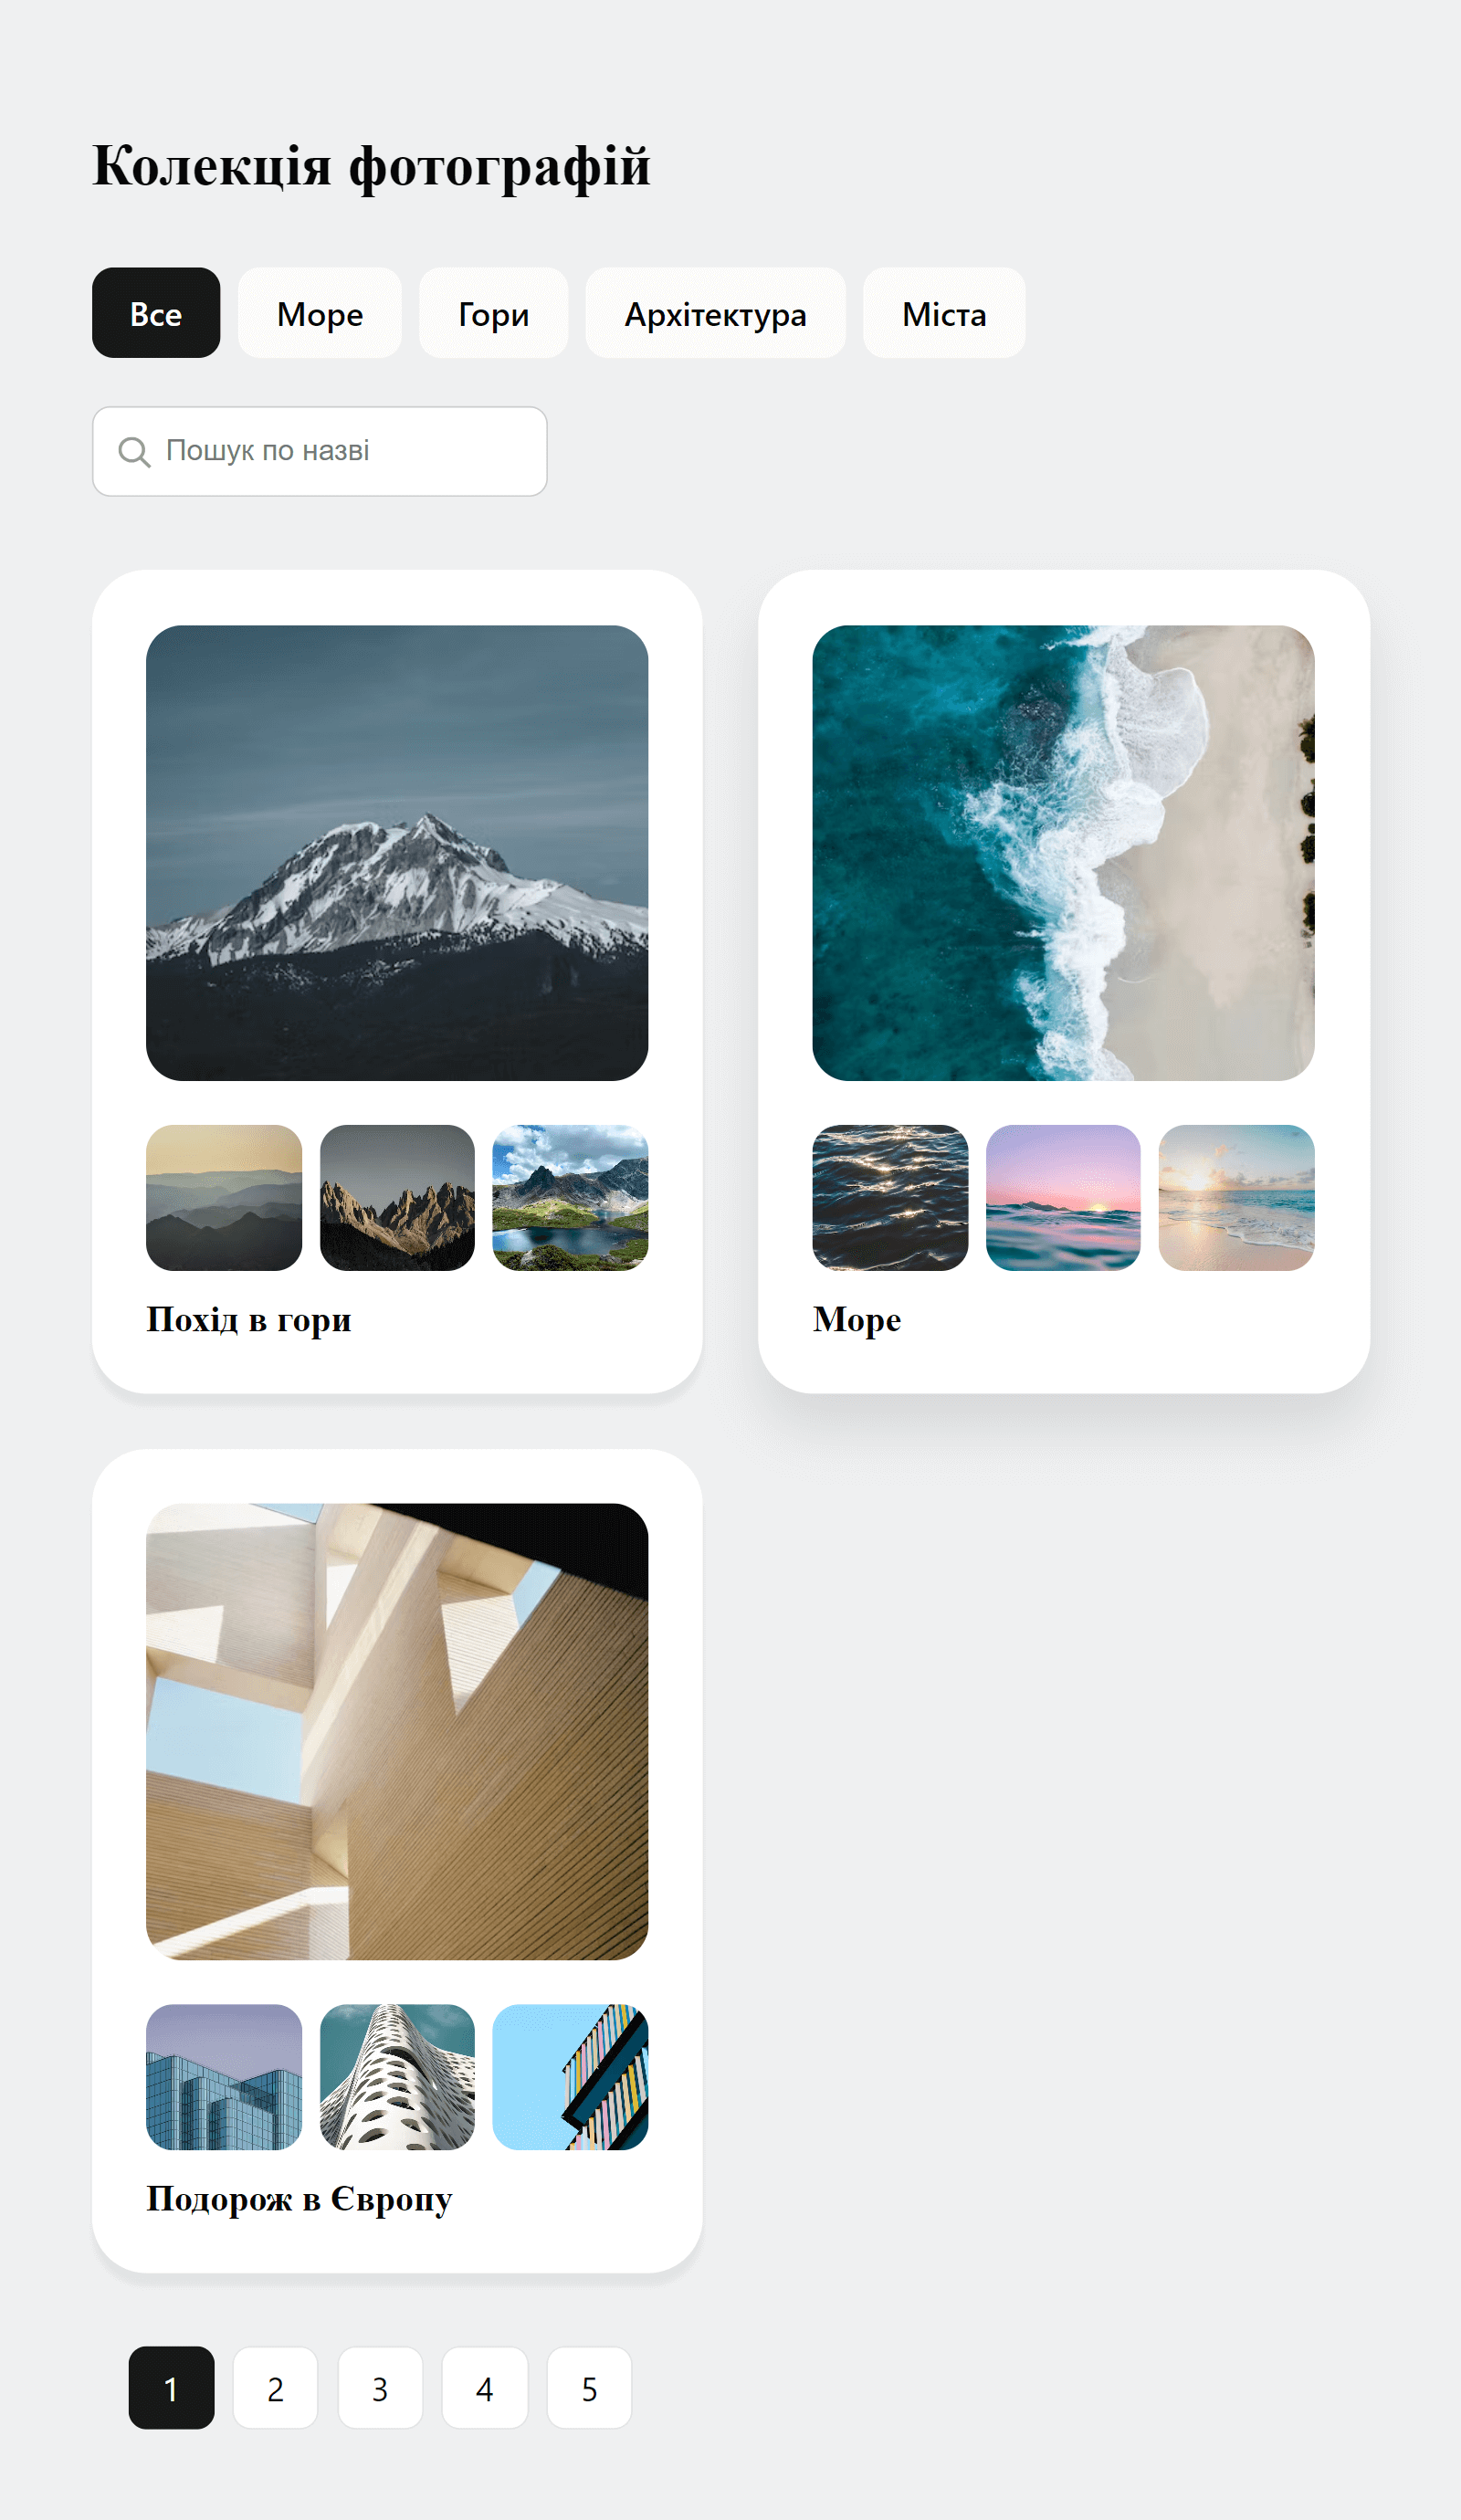 Колекція фотографій
Все Море Гори Архітектура Міста
Пошук по назві
Похід в гори
Море
Подорож в Європу
1 2 3 4 5